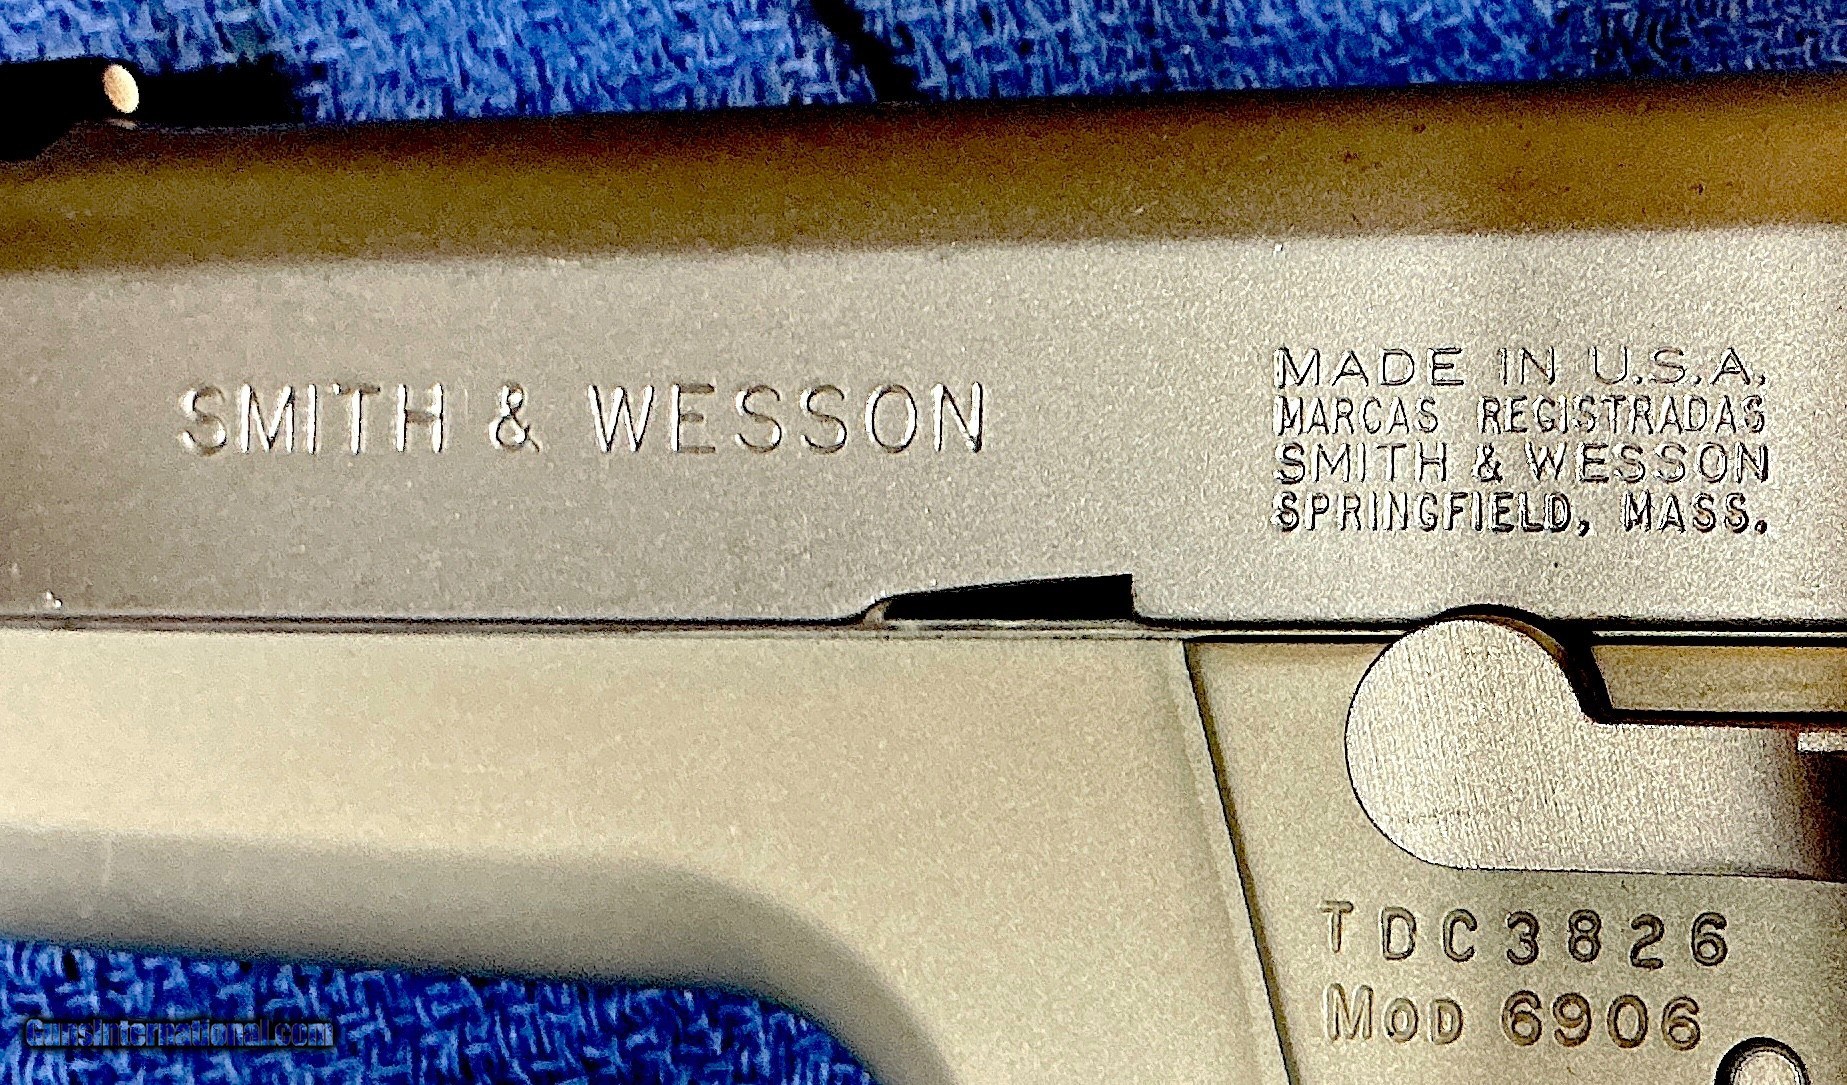 SMITH & WESSON
MADE IN U.S.A.
MARCAS REGISTRADAS
SMITH & WESSON
SPRINGFIELD, MASS.
TDC3826
MOD 6906
GunsInternational.com